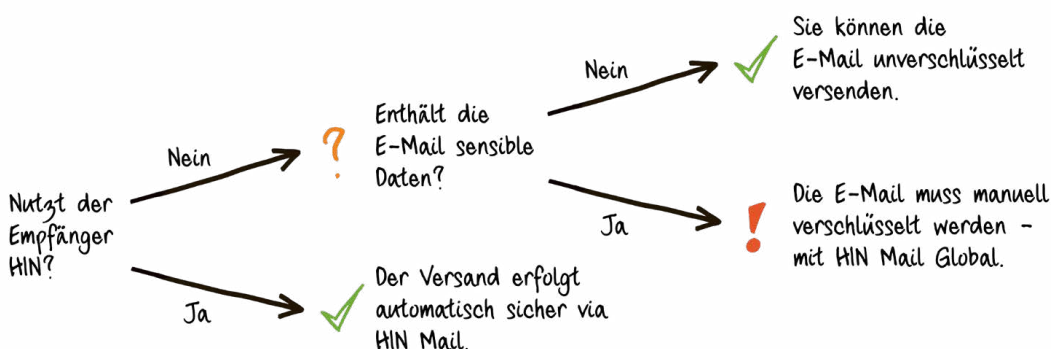 Nutzt der
Empfänger
HIN?
Nein
Ja
Enthält die
E-Mail sensible
Daten?
Der Versand erfolgt
automatisch sicher via
HIN Mail.
Nein
Ja
Sie können die
E-Mail unverschlüsselt
versenden.
Die E-Mail muss manuell
verschlüsselt werden –
mit HIN Mail Global.